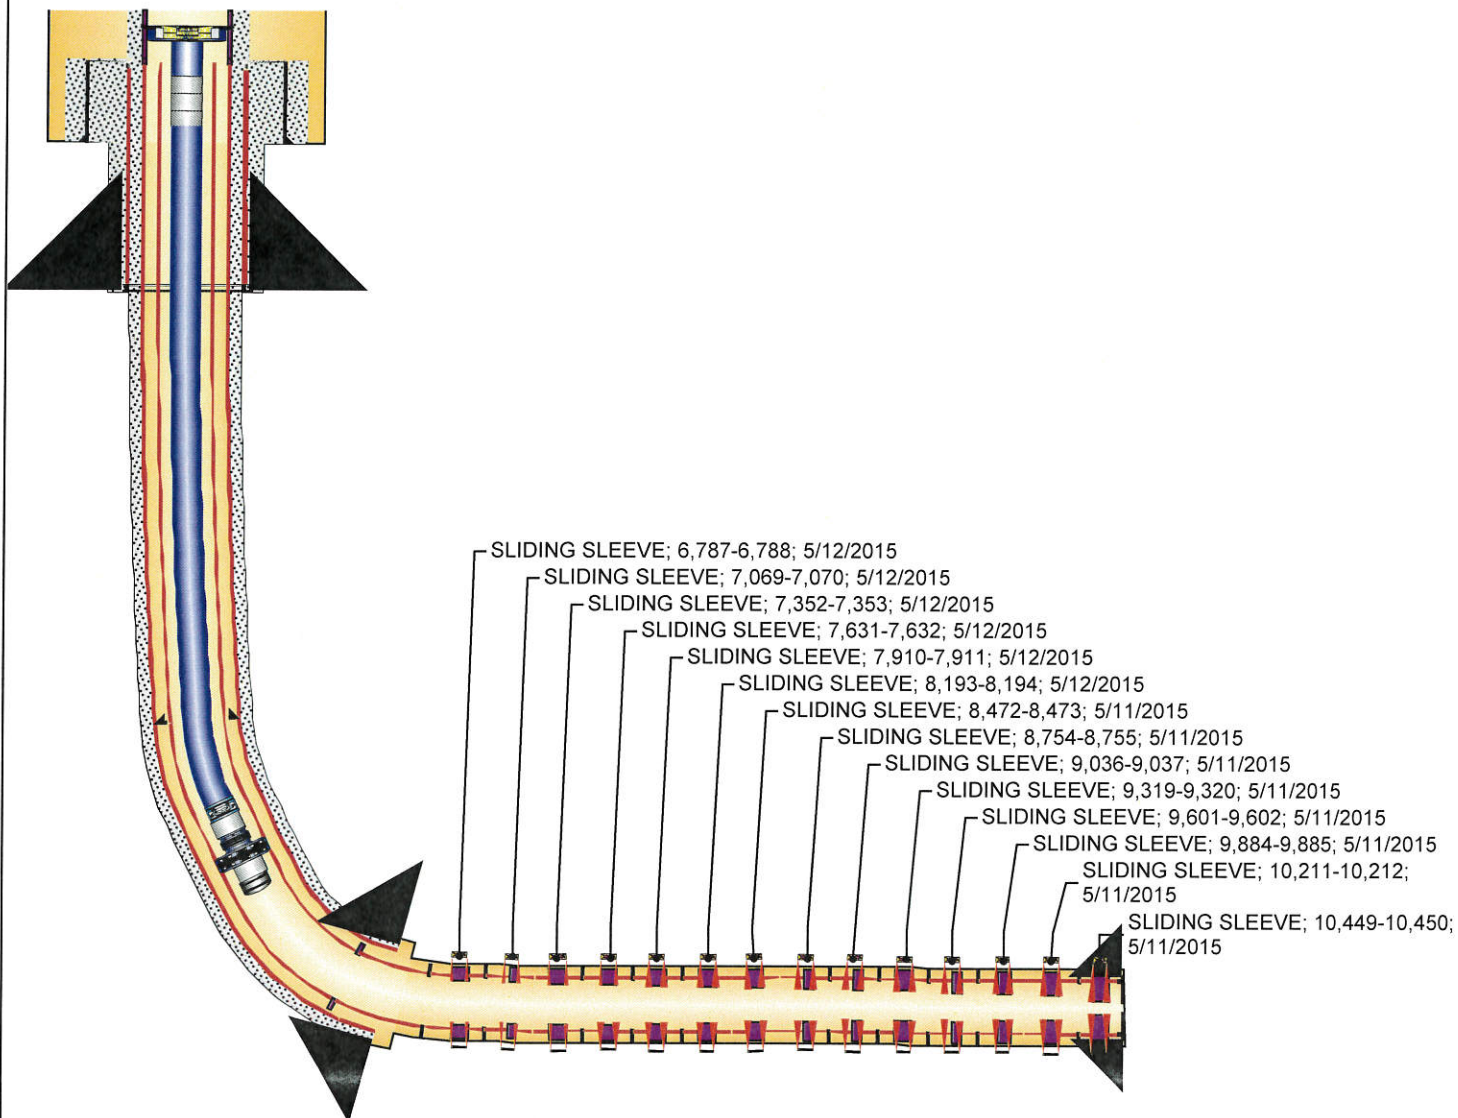 SLIDING SLEEVE; 6,787-6,788; 5/12/2015
SLIDING SLEEVE; 7,069-7,070; 5/12/2015
SLIDING SLEEVE; 7,352-7,353; 5/12/2015
SLIDING SLEEVE; 7,631-7,632; 5/12/2015
SLIDING SLEEVE; 7,910-7,911; 5/12/2015
SLIDING SLEEVE; 8,193-8,194; 5/12/2015
SLIDING SLEEVE; 8,472-8,473; 5/11/2015
SLIDING SLEEVE; 8,754-8,755; 5/11/2015
SLIDING SLEEVE; 9,036-9,037; 5/11/2015
SLIDING SLEEVE; 9,319-9,320; 5/11/2015
SLIDING SLEEVE; 9,601-9,602; 5/11/2015
SLIDING SLEEVE; 9,884-9,885; 5/11/2015
SLIDING SLEEVE; 10,211-10,212;
5/11/2015
SLIDING SLEEVE; 10,449-10,450;
5/11/2015